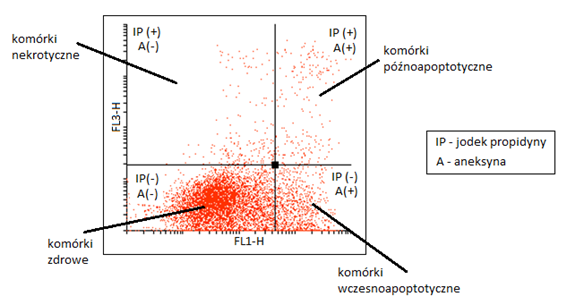 komórki
nekrotyczne
IP (+)
A(-)
IP (+)
A(+)
komórki
późnoapoptotyczne
FL3-H
IP - jodek propidyny
A - aneksyna
IP(-)
A(-)
IP (-)
A(+)
komórki
zdrowe
FL1-H
komórki
wczesnoapoptotyczne